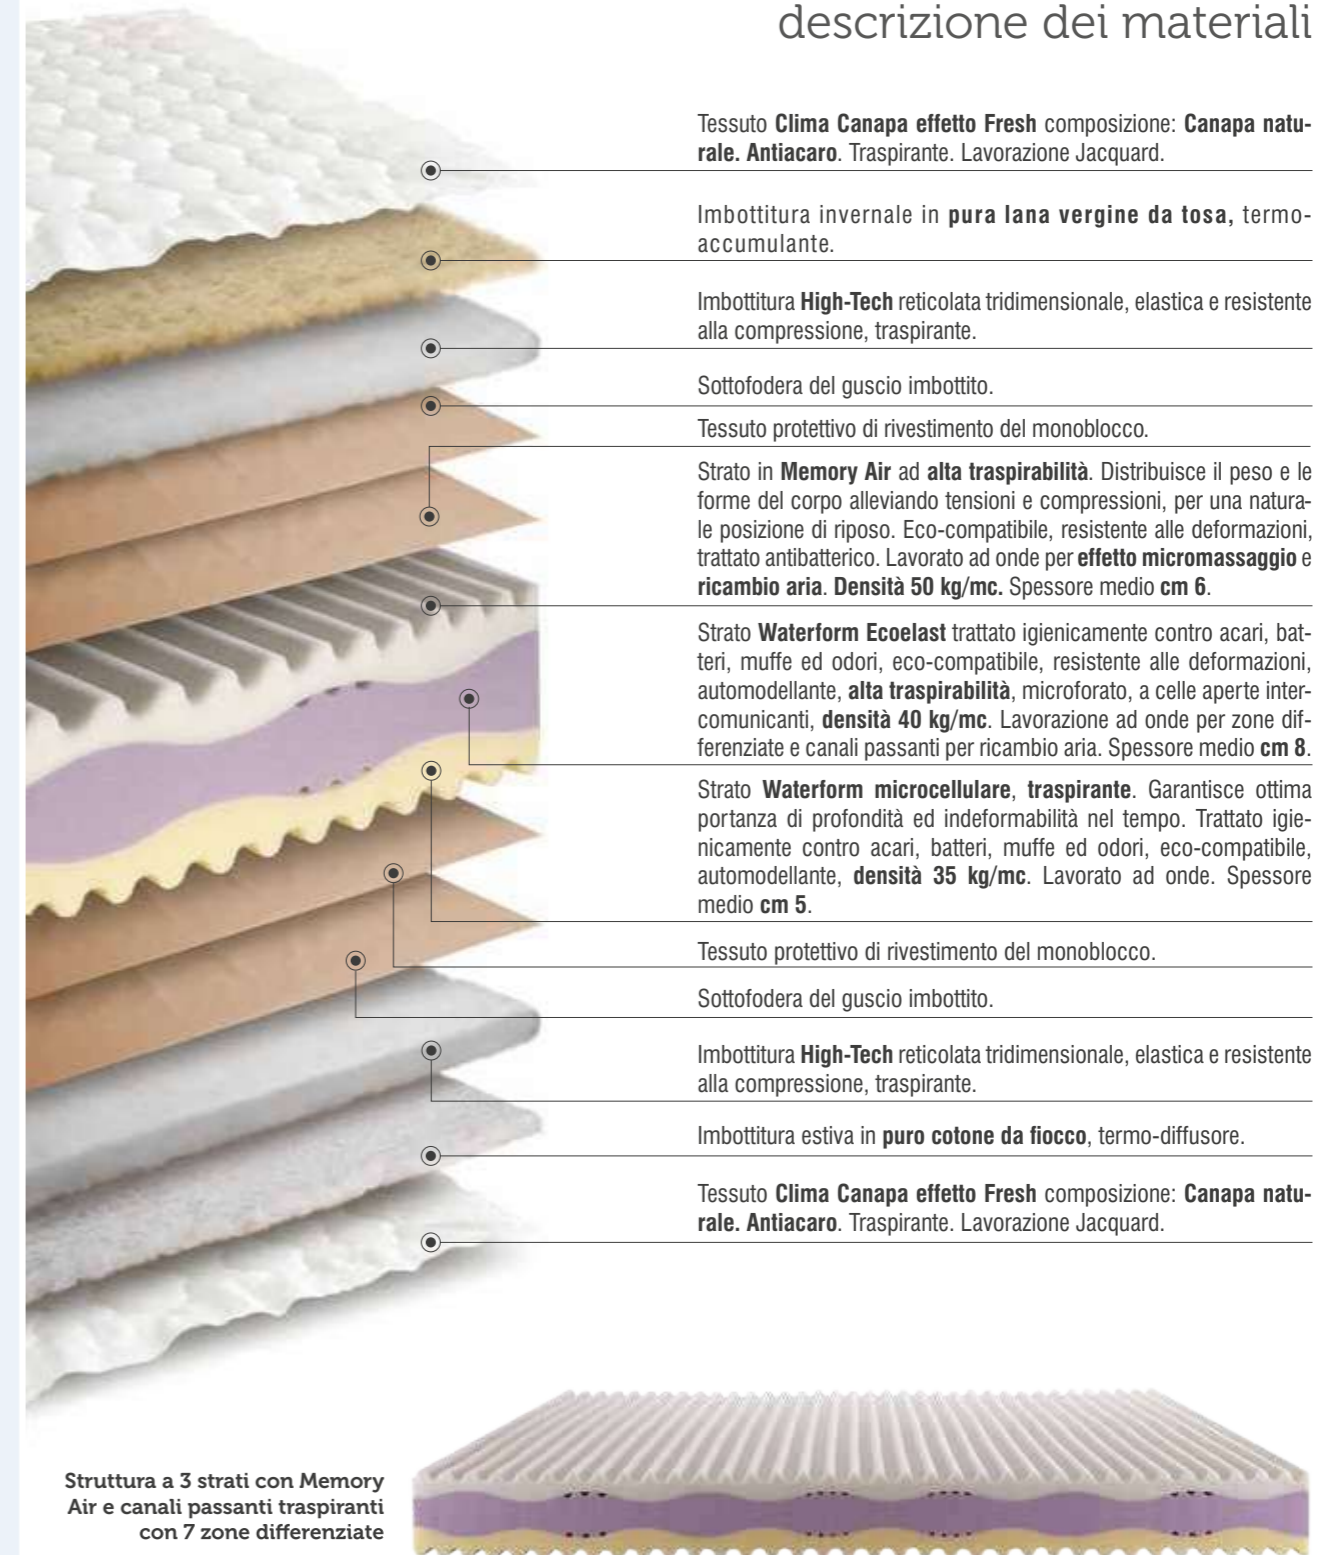 descrizione dei materiali
Tessuto Clima Canapa effetto Fresh composizione: Canapa natu-
rale. Antiacaro. Traspirante. Lavorazione Jacquard.
Imbottitura invernale in pura lana vergine da tosa, termo-
accumulante.
Imbottitura High-Tech reticolata tridimensionale, elastica e resistente
alla compressione, traspirante.
Sottofodera del guscio imbottito.
Tessuto protettivo di rivestimento del monoblocco.
Strato in Memory Air ad alta traspirabilità. Distribuisce il peso e le
forme del corpo alleviando tensioni e compressioni, per una natura-
le posizione di riposo. Eco-compatibile, resistente alle deformazioni,
trattato antibatterico. Lavorato ad onde per effetto micromassaggio e
ricambio aria. Densità 50 kg/mc. Spessore medio cm 6.
Strato Waterform Ecoelast trattato igienicamente contro acari, bat-
teri, muffe ed odori, eco-compatibile, resistente alle deformazioni,
automodellante, alta traspirabilità, microforato, a celle aperte inter-
comunicanti, densità 40 kg/mc. Lavorazione ad onde per zone dif-
ferenziate e canali passanti per ricambio aria. Spessore medio cm 8.
Strato Waterform microcellulare, traspirante. Garantisce ottima
portanza di profondità ed indeformabilità nel tempo. Trattato igie-
nicamente contro acari, batteri, muffe ed odori, eco-compatibile,
automodellante, densità 35 kg/mc. Lavorato ad onde. Spessore
medio cm 5.
Tessuto protettivo di rivestimento del monoblocco.
Sottofodera del guscio imbottito.
Imbottitura High-Tech reticolata tridimensionale, elastica e resistente
alla compressione, traspirante.
Imbottitura estiva in puro cotone da fiocco, termo-diffusore.
Tessuto Clima Canapa effetto Fresh composizione: Canapa natu-
rale. Antiacaro. Traspirante. Lavorazione Jacquard.
Struttura a 3 strati con Memory
Air e canali passanti traspiranti
con 7 zone differenziate